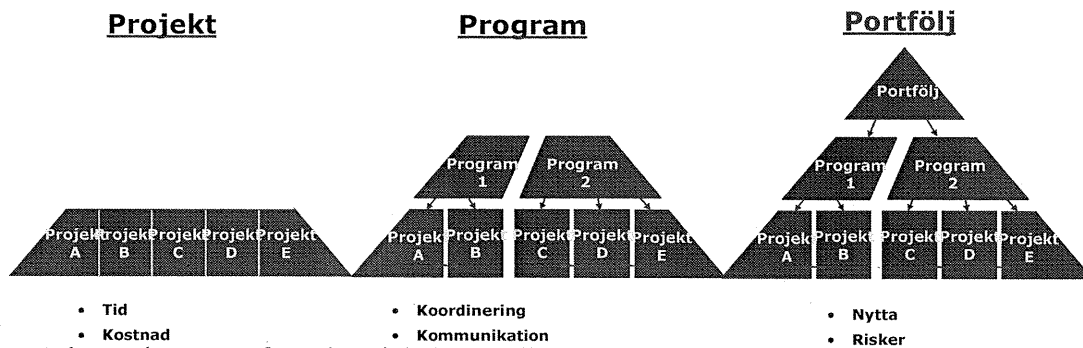 Projekt
Program
Portfölj
Projekt A
Projekt B
Projekt C
Projekt D
Projekt E
Program 1
Program 2
Projekt A
Projekt B
Projekt C
Projekt D
Projekt E
Portfölj
Program 1
Program 2
Projekt A
Projekt B
Projekt C
Projekt D
Projekt E
• Tid
• Kostnad
• Koordinering
• Kommunikation
• Nytta
• Risker